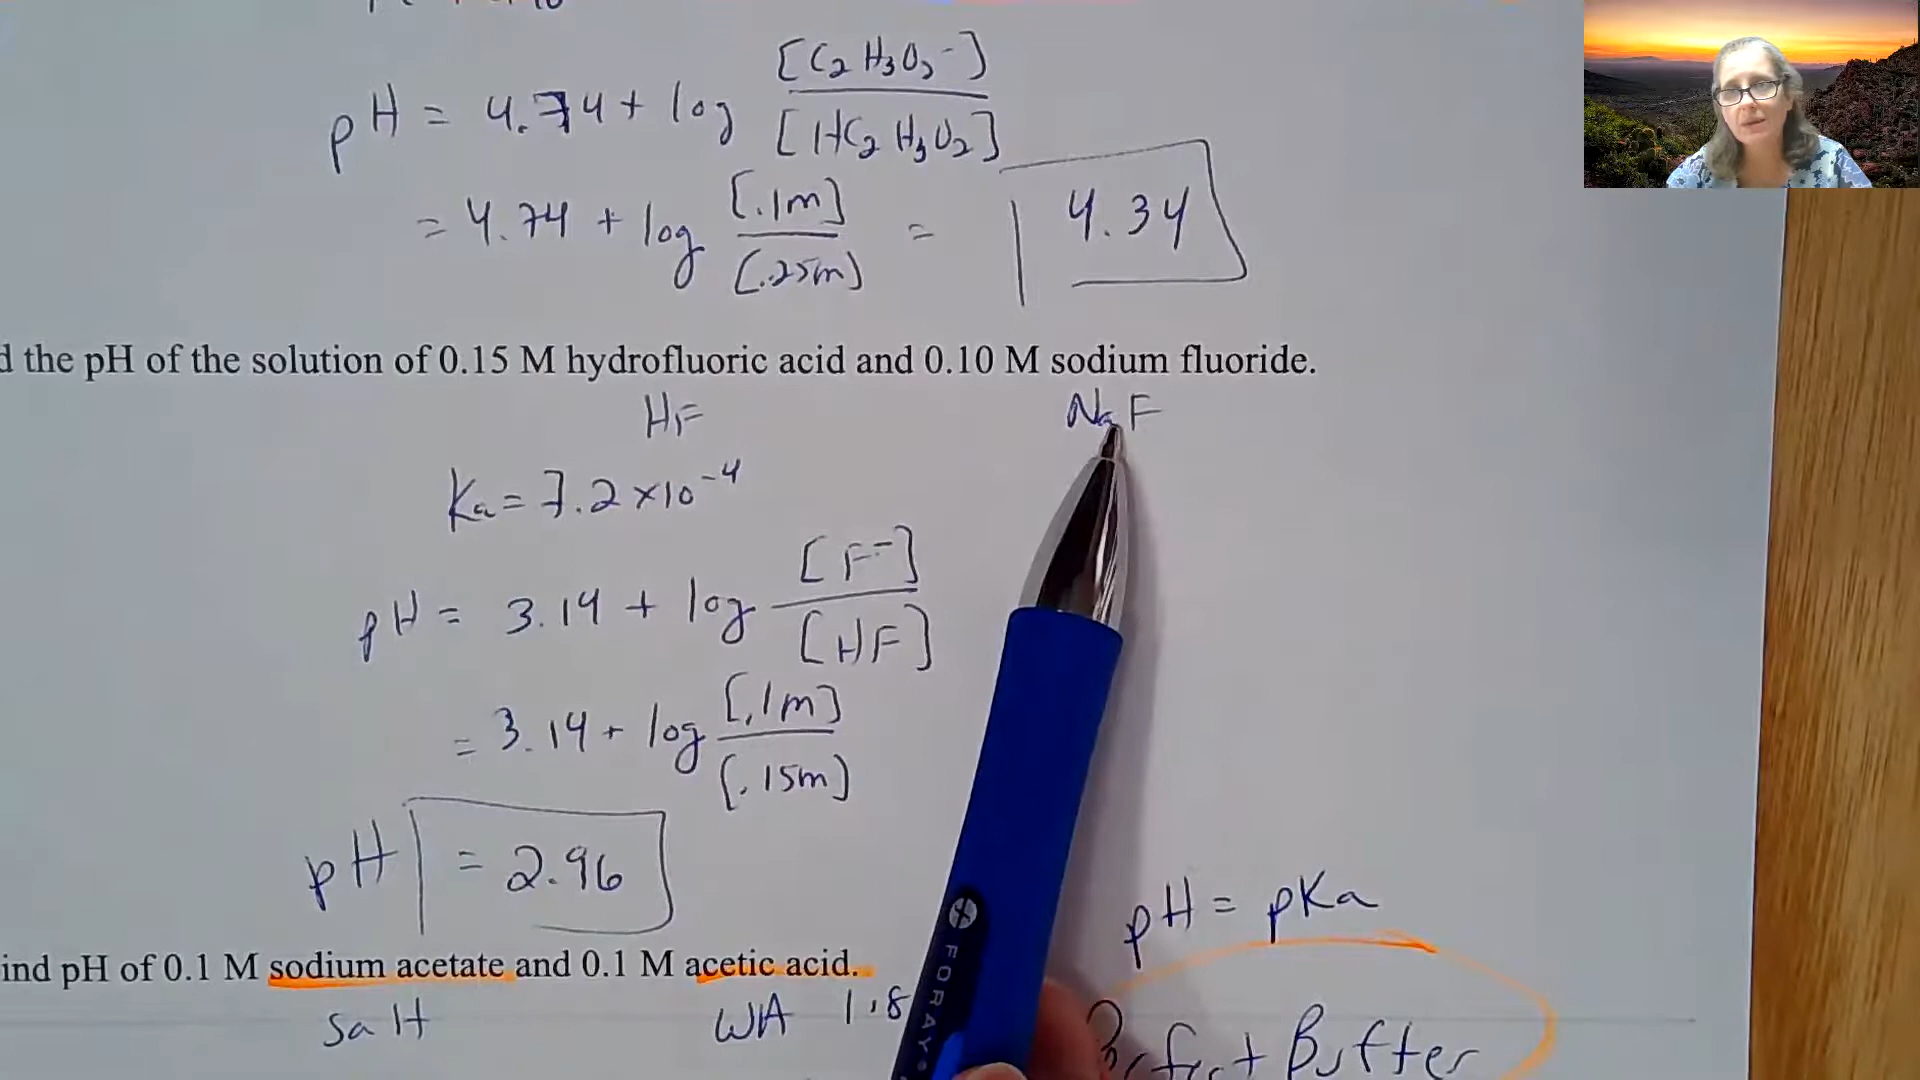 pH = 4.74 + log [C2H3O2-] / [HC2H3O2]
= 4.74 + log [.1m] / [.25m] = 4.34
d the pH of the solution of 0.15 M hydrofluoric acid and 0.10 M sodium fluoride.
HF NaF
Ka = 7.2 x10-4
pH = 3.14 + log [F-] / [HF]
= 3.14 + log [.1m] / [.15m]
pH = 2.96
pH = pKa
ind pH of 0.1 M sodium acetate and 0.1 M acetic acid.
Salt WA 1.8
Buffer
FORAY